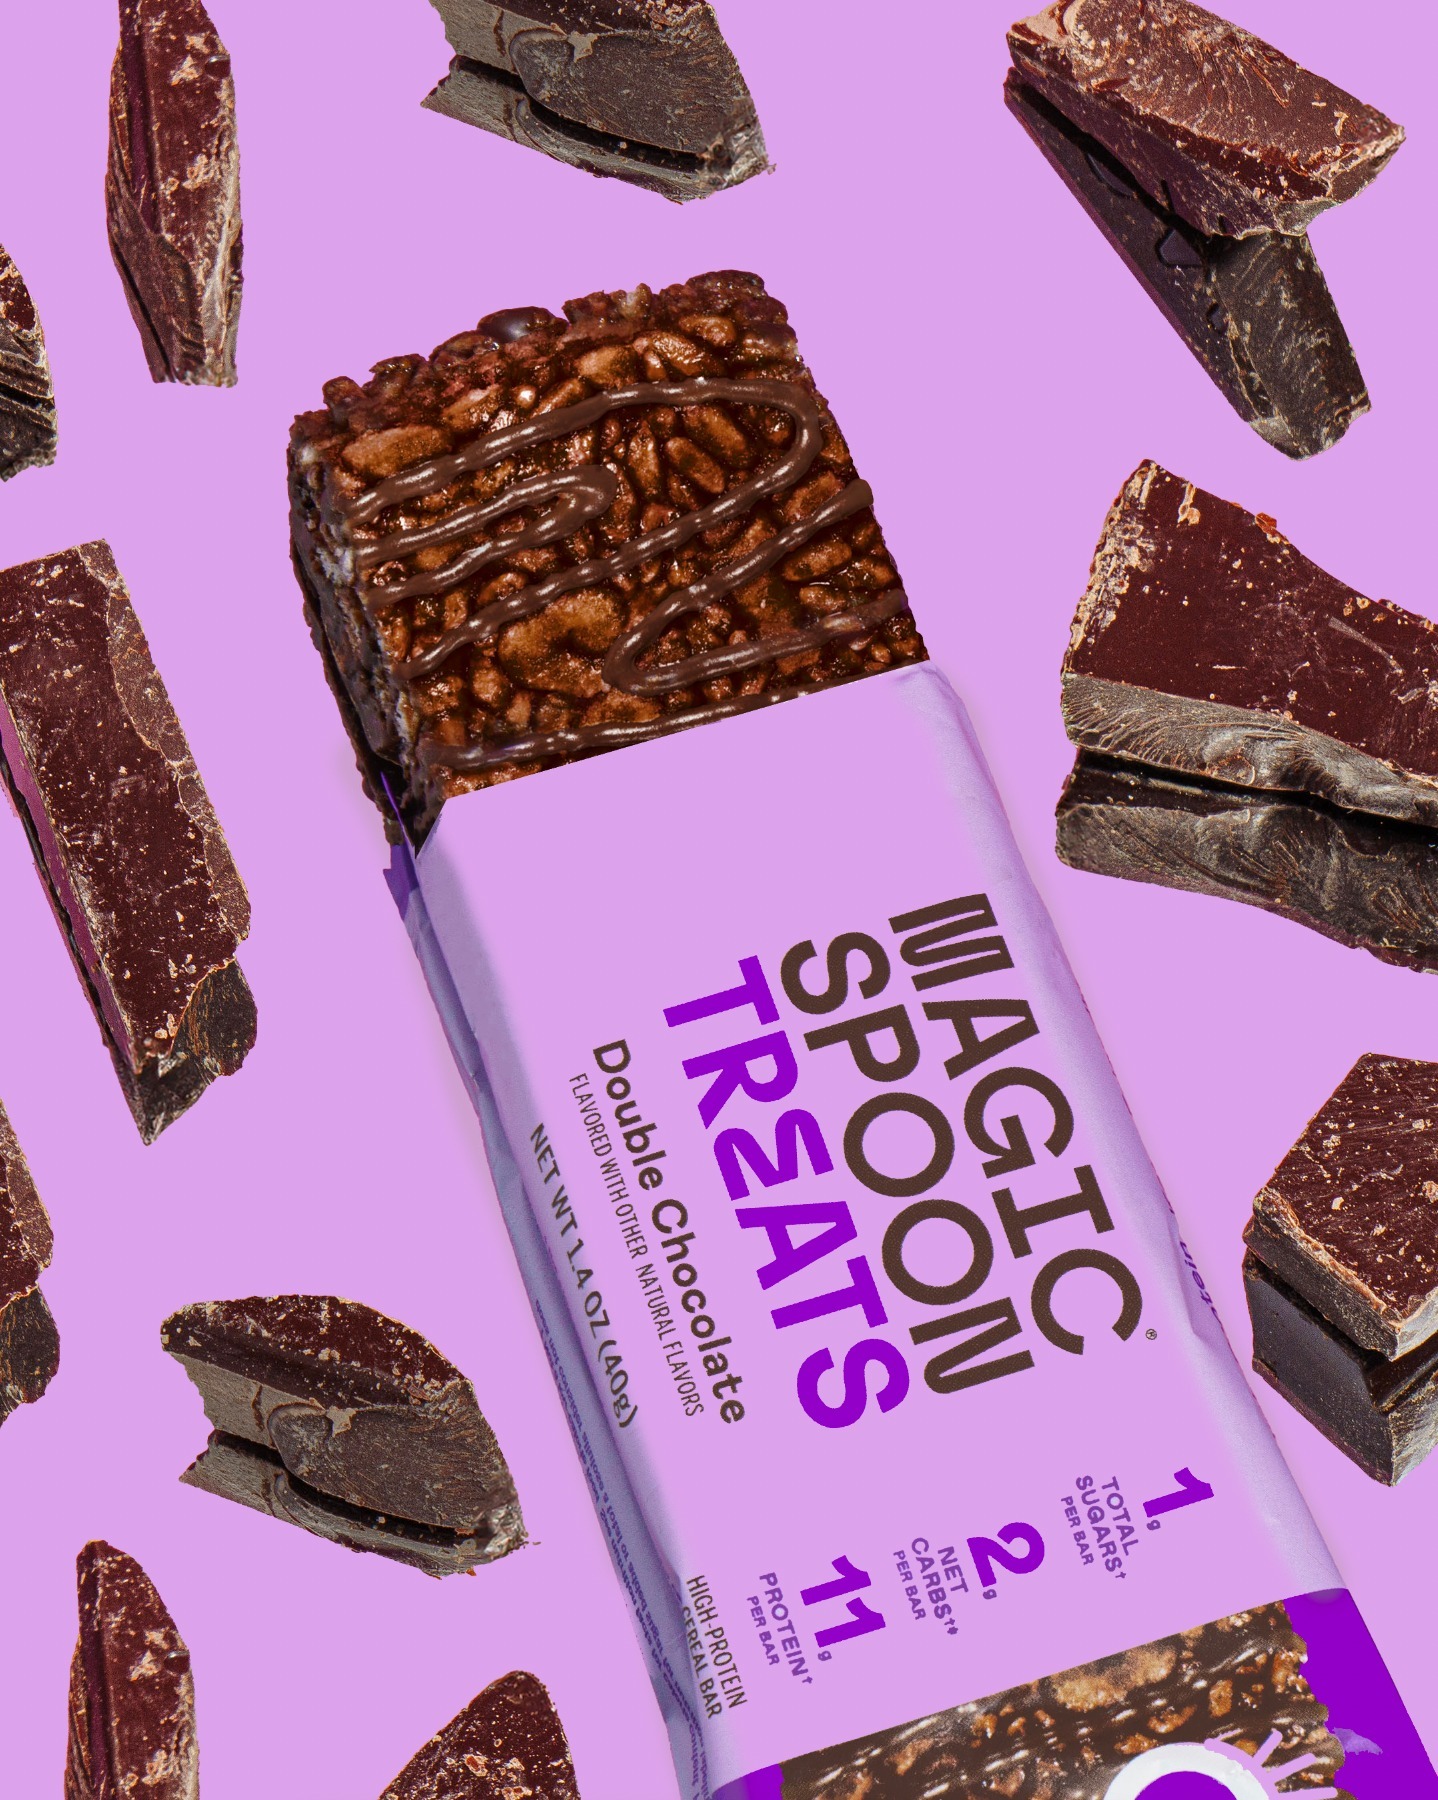 MAGIC®
SPOON
TREATS
Double Chocolate
FLAVORED WITH OTHER NATURAL FLAVORS
NET WT 1.4 OZ (40g)
1g
TOTAL
SUGARS†
PER BAR
2g
NET
CARBS†♦
PER BAR
11g
PROTEIN†
PER BAR
HIGH-PROTEIN
CEREAL BAR